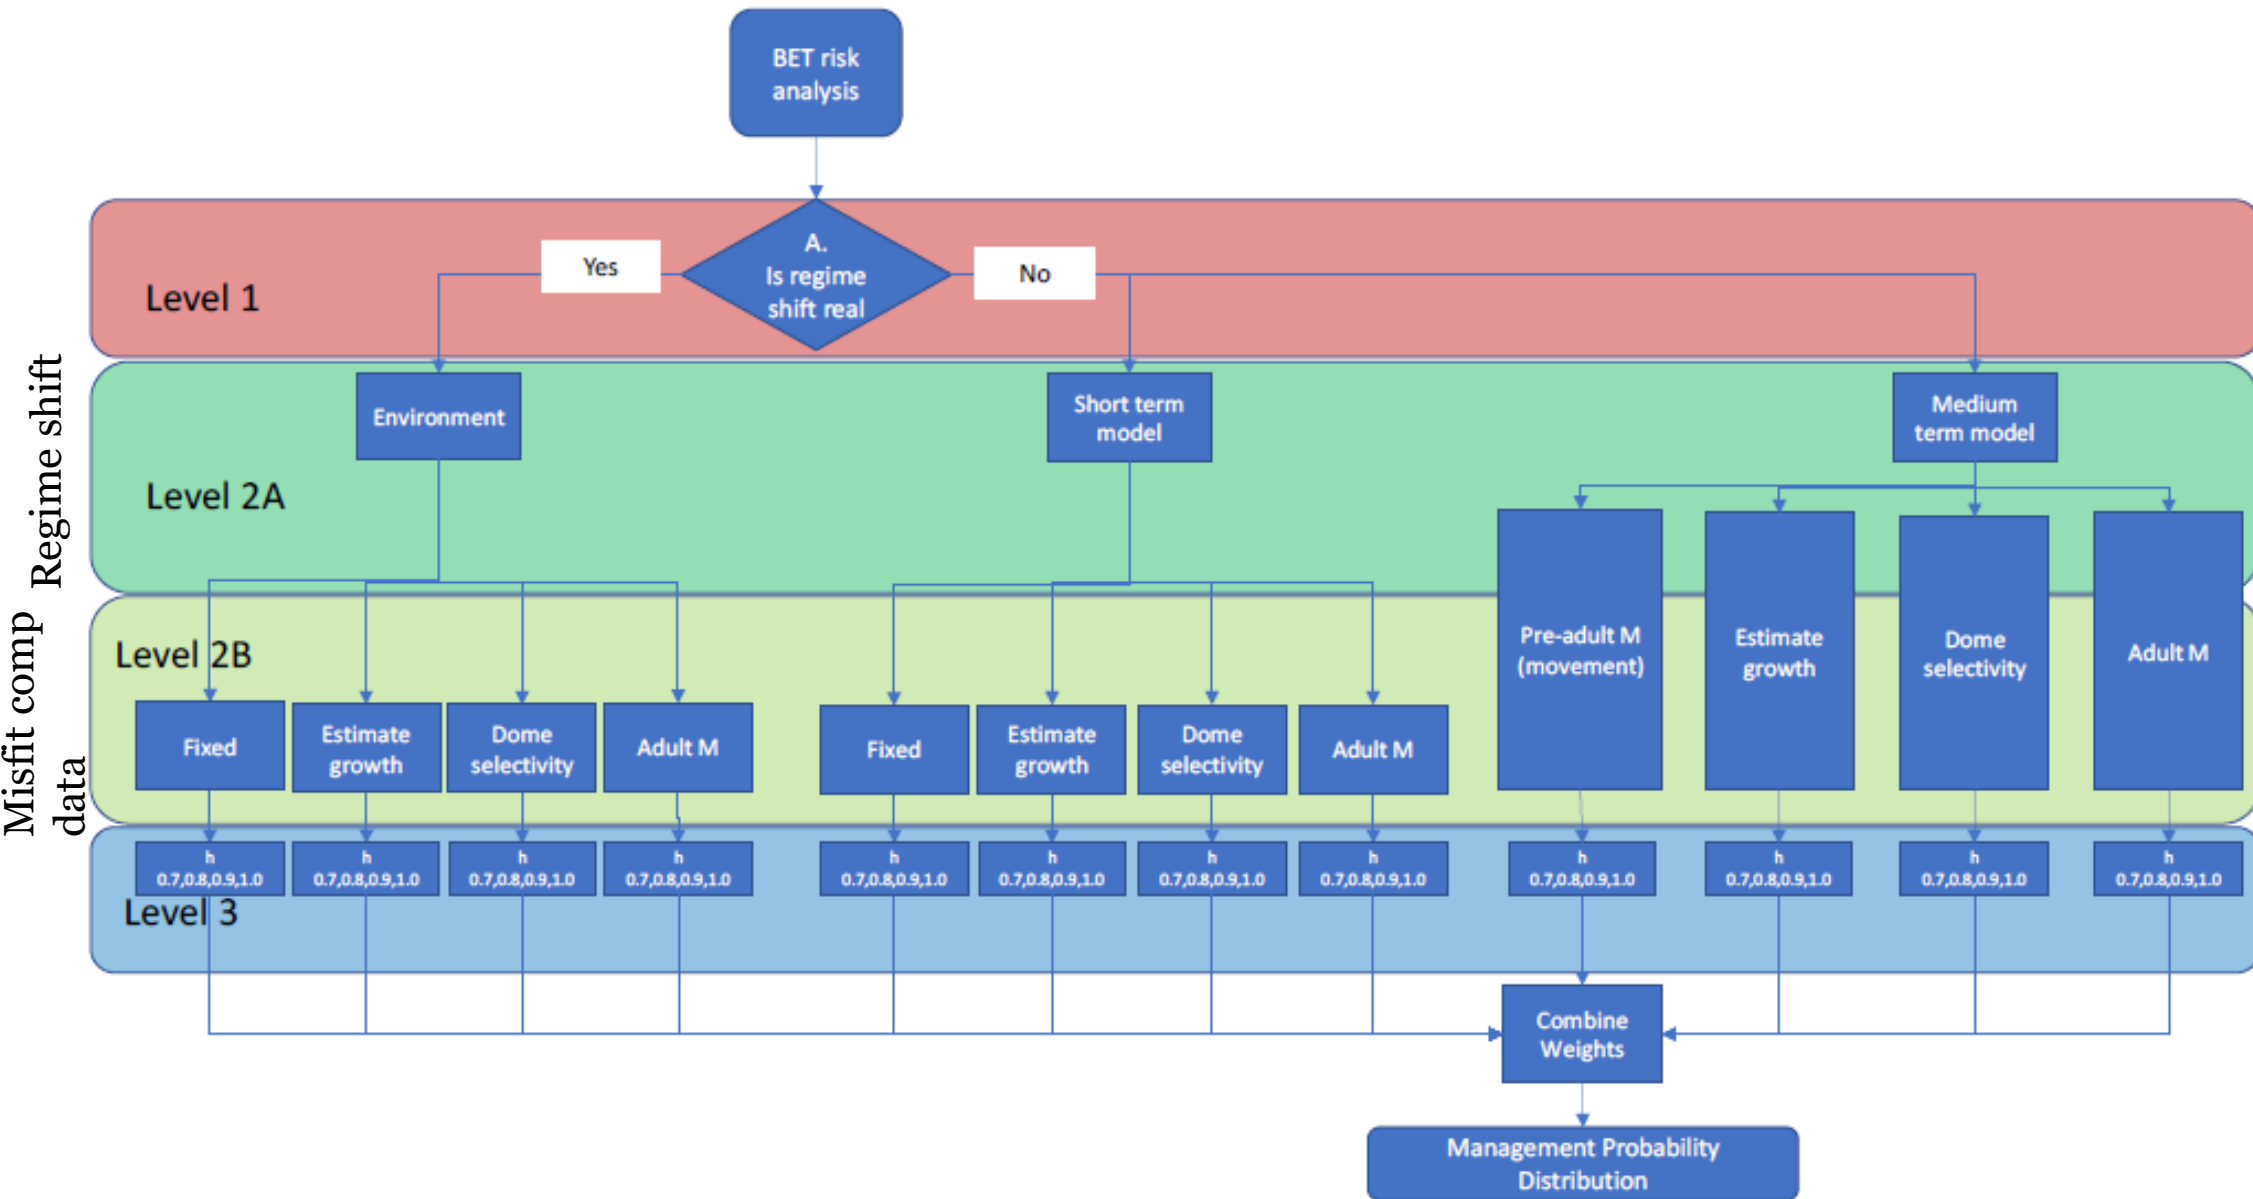 BET risk
analysis
A.
Is regime
shift real
Yes
No
Level 1
Regime shift
Environment
Short term
model
Medium
term model
Level 2A
Misfit comp
data
Level 2B
Fixed
Estimate
growth
Dome
selectivity
Adult M
Fixed
Estimate
growth
Dome
selectivity
Adult M
Pre-adult M
(movement)
Estimate
growth
Dome
selectivity
Adult M
h
0.7,0.8,0.9,1.0
h
0.7,0.8,0.9,1.0
h
0.7,0.8,0.9,1.0
h
0.7,0.8,0.9,1.0
h
0.7,0.8,0.9,1.0
h
0.7,0.8,0.9,1.0
h
0.7,0.8,0.9,1.0
h
0.7,0.8,0.9,1.0
h
0.7,0.8,0.9,1.0
h
0.7,0.8,0.9,1.0
h
0.7,0.8,0.9,1.0
h
0.7,0.8,0.9,1.0
Level 3
Combine
Weights
Management Probability
Distribution